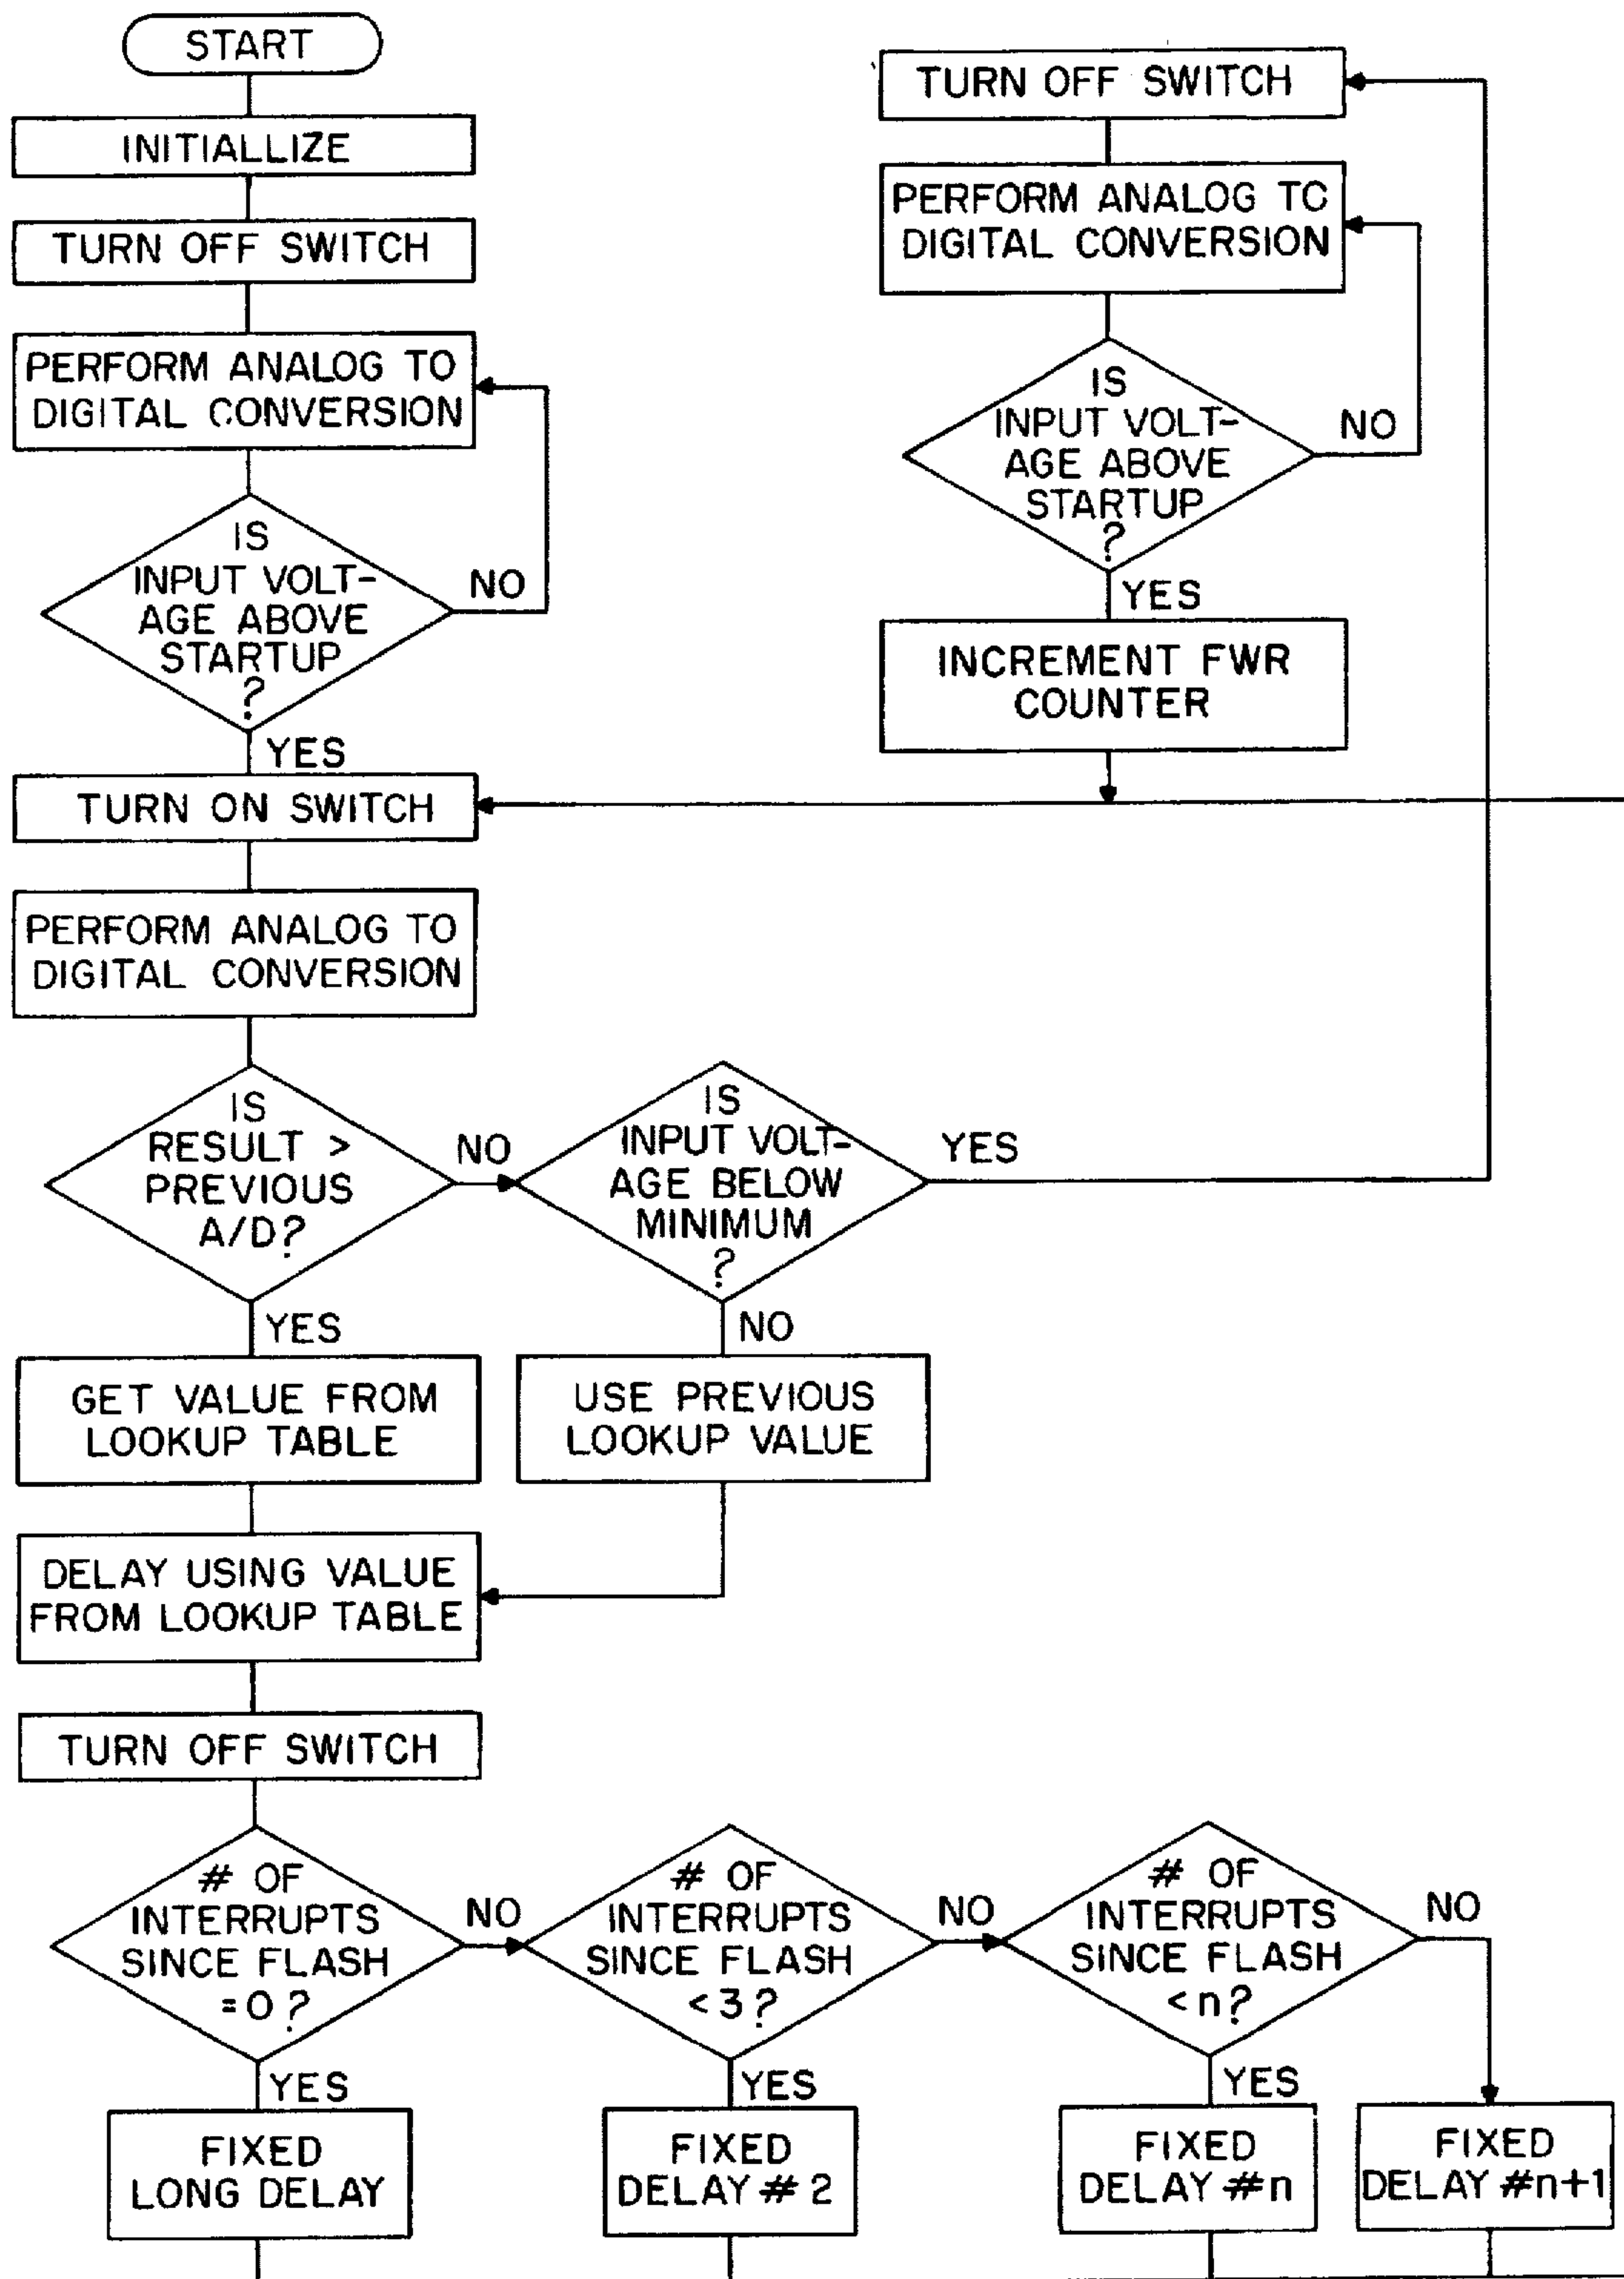 START
INITIALLIZE
TURN OFF SWITCH
PERFORM ANALOG TO
DIGITAL CONVERSION
IS
INPUT VOLT-
AGE ABOVE
STARTUP
?
NO
YES
TURN ON SWITCH
PERFORM ANALOG TO
DIGITAL CONVERSION
IS
RESULT >
PREVIOUS
A/D?
NO
YES
IS
INPUT VOLT-
AGE BELOW
MINIMUM
?
YES
NO
GET VALUE FROM
LOOKUP TABLE
USE PREVIOUS
LOOKUP VALUE
DELAY USING VALUE
FROM LOOKUP TABLE
TURN OFF SWITCH
# OF
INTERRUPTS
SINCE FLASH
=0?
NO
YES
# OF
INTERRUPTS
SINCE FLASH
<3?
NO
YES
# OF
INTERRUPTS
SINCE FLASH
<n?
NO
YES
FIXED
LONG DELAY
FIXED
DELAY #2
FIXED
DELAY #n
FIXED
DELAY #n+1
TURN OFF SWITCH
PERFORM ANALOG TO
DIGITAL CONVERSION
IS
INPUT VOLT-
AGE ABOVE
STARTUP
?
NO
YES
INCREMENT FWR
COUNTER